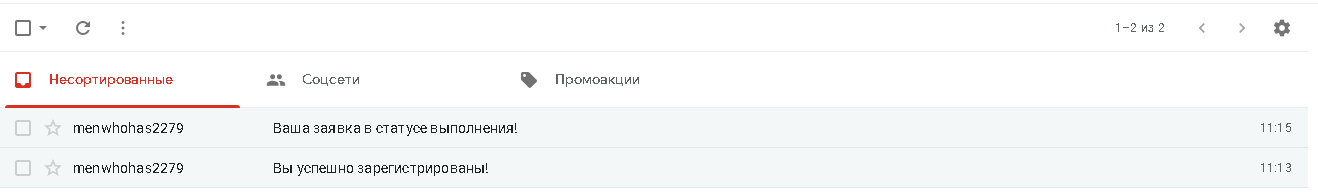 1–2 из 2
Несортированные Соцсети Промоакции
menwhohas2279 Ваша заявка в статусе выполнения! 11:15
menwhohas2279 Вы успешно зарегистрированы! 11:13